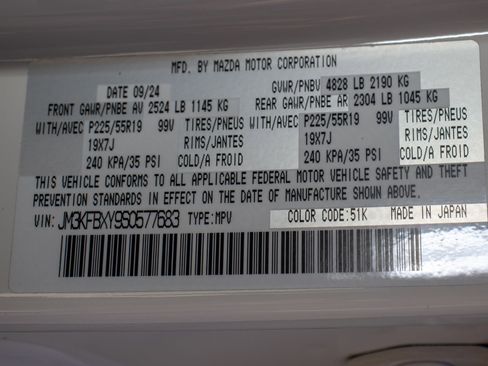 MFD. BY MAZDA MOTOR CORPORATION
DATE 09/24 GVWR/PNBV 4828 LB 2190 KG
FRONT GAWR/PNBE AV 2524 LB 1145 KG REAR GAWR/PNBE AR 2304 LB 1045 KG
WITH/AVEC P225/55R19 99V TIRES/PNEUS WITH/AVEC P225/55R19 99V TIRES/PNEUS
19X7J RIMS/JANTES 19X7J RIMS/JANTES
240 KPA/35 PSI COLD/A FROID 240 KPA/35 PSI COLD/A FROID
THIS VEHICLE CONFORMS TO ALL APPLICABLE FEDERAL MOTOR VEHICLE SAFETY AND THEFT
PREVENTION STANDARDS IN EFFECT ON THE DATE OF MANUFACTURE SHOWN ABOVE.
VIN: JM3KFBXY9S0577683 TYPE:MPV COLOR CODE:51K MADE IN JAPAN